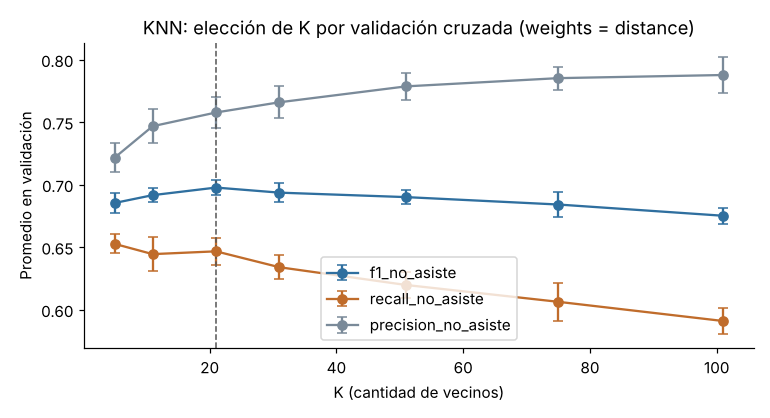 KNN: elección de K por validación cruzada (weights = distance)
Promedio en validación
0.80
0.75
0.70
0.65
0.60
f1_no_asiste
recall_no_asiste
precision_no_asiste
20
40
60
80
100
K (cantidad de vecinos)